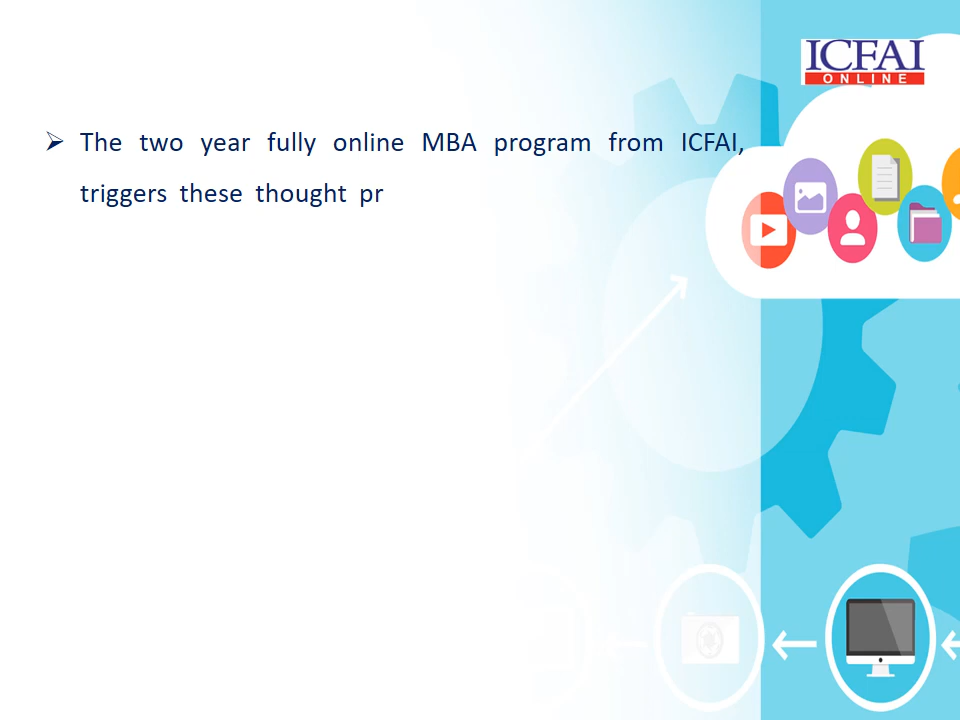 ICFAI
ONLINE
The two year fully online MBA program from ICFAI,
triggers these thought pr